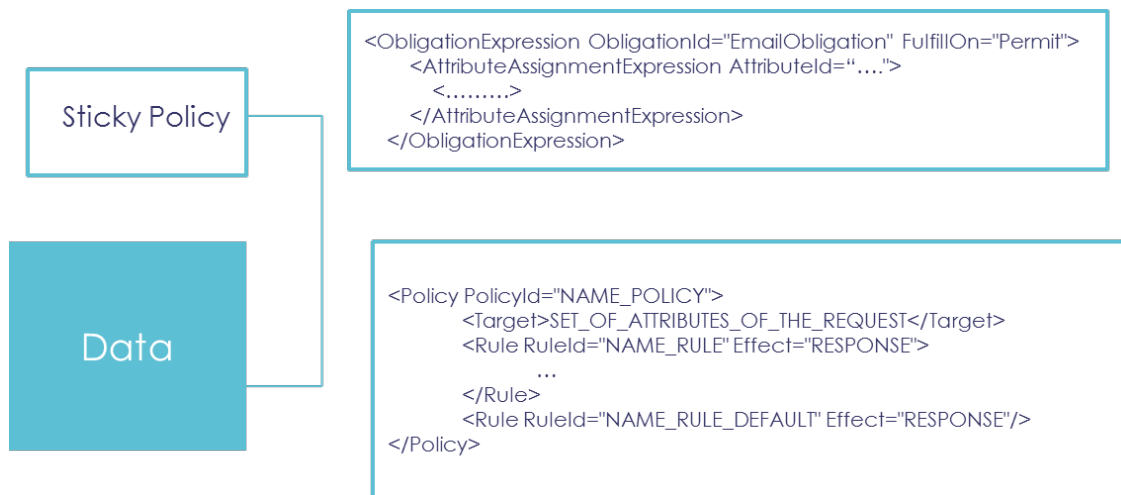 Sticky Policy
Data
<ObligationExpression ObligationId="EmailObligation" FulfillOn="Permit">
<AttributeAssignmentExpression AttributeId=“….">
<………>
</AttributeAssignmentExpression>
</ObligationExpression>
<Policy PolicyId="NAME_POLICY">
<Target>SET_OF_ATTRIBUTES_OF_THE_REQUEST</Target>
<Rule RuleId="NAME_RULE" Effect="RESPONSE">
…
</Rule>
<Rule RuleId="NAME_RULE_DEFAULT" Effect="RESPONSE"/>
</Policy>